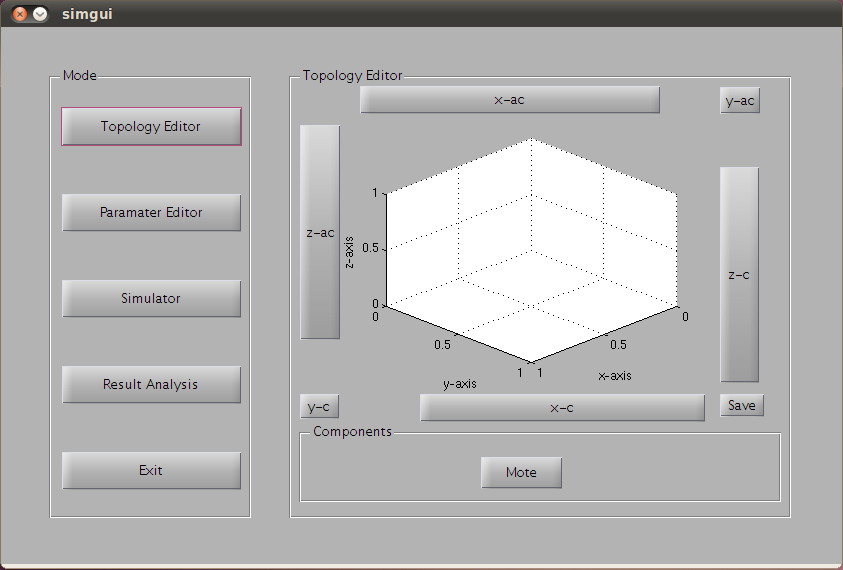 simgui
Mode
Topology Editor
Paramater Editor
Simulator
Result Analysis
Exit
Topology Editor
x-ac
y-ac
z-ac
z-axis
1
0.5
0
0
0.5
1
y-axis
1
0.5
0
x-axis
z-c
y-c
x-c
Save
Components
Mote